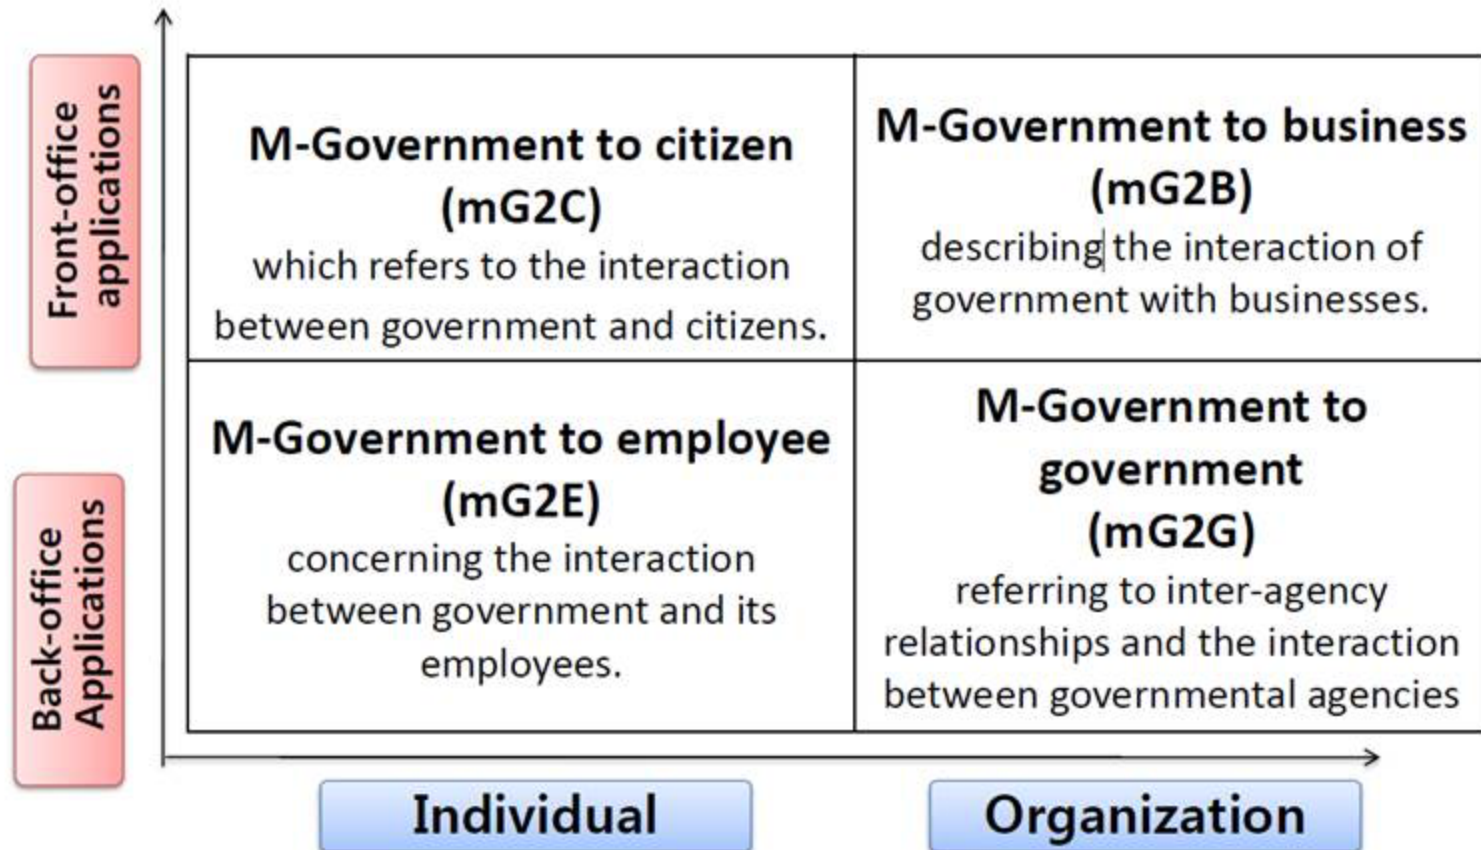 Front-office
applications
M-Government to citizen
(mG2C)
which refers to the interaction
between government and citizens.
M-Government to business
(mG2B)
describing the interaction of
government with businesses.
Back-office
Applications
M-Government to employee
(mG2E)
concerning the interaction
between government and its
employees.
M-Government to
government
(mG2G)
referring to inter-agency
relationships and the interaction
between governmental agencies
Individual
Organization